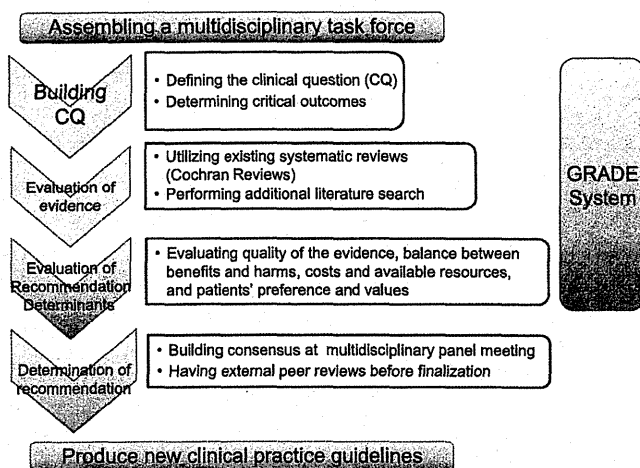 Assembling a multidisciplinary task force
Building
CQ
• Defining the clinical question (CQ)
• Determining critical outcomes
Evaluation of
evidence
• Utilizing existing systematic reviews
(Cochran Reviews)
• Performing additional literature search
Evaluation of
Recommendation
Determinants
• Evaluating quality of the evidence, balance between
benefits and harms, costs and available resources,
and patients' preference and values
Determination of
recommendation
• Building consensus at multidisciplinary panel meeting
• Having external peer reviews before finalization
GRADE
System
Produce new clinical practice guidelines